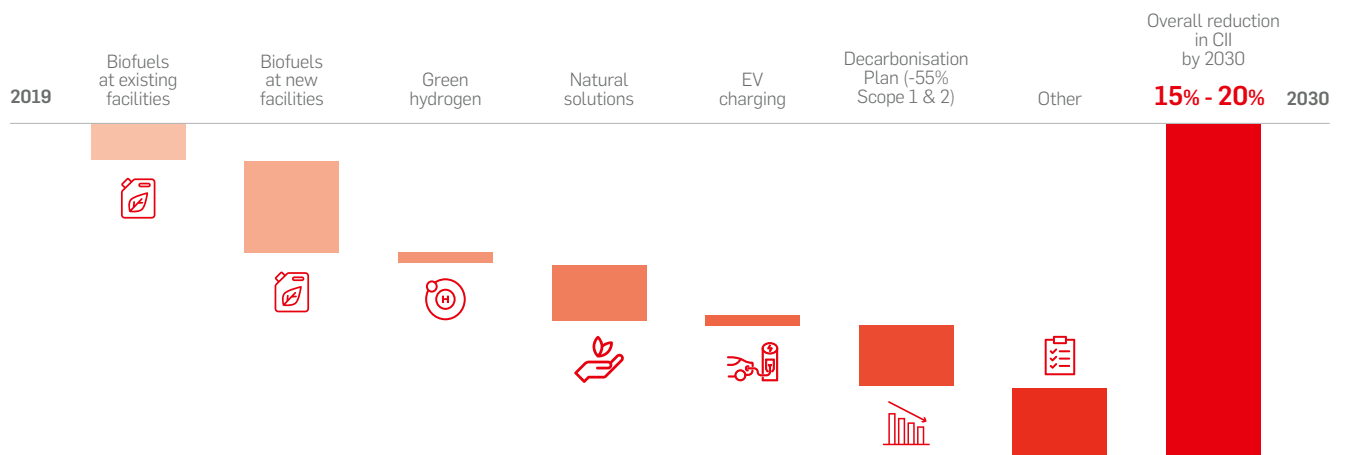 2019
Biofuels
at existing
facilities
Biofuels
at new
facilities
Green
hydrogen
Natural
solutions
EV
charging
Decarbonisation
Plan (-55%
Scope 1 & 2)
Other
Overall reduction
in CII
by 2030
15% - 20%
2030
H